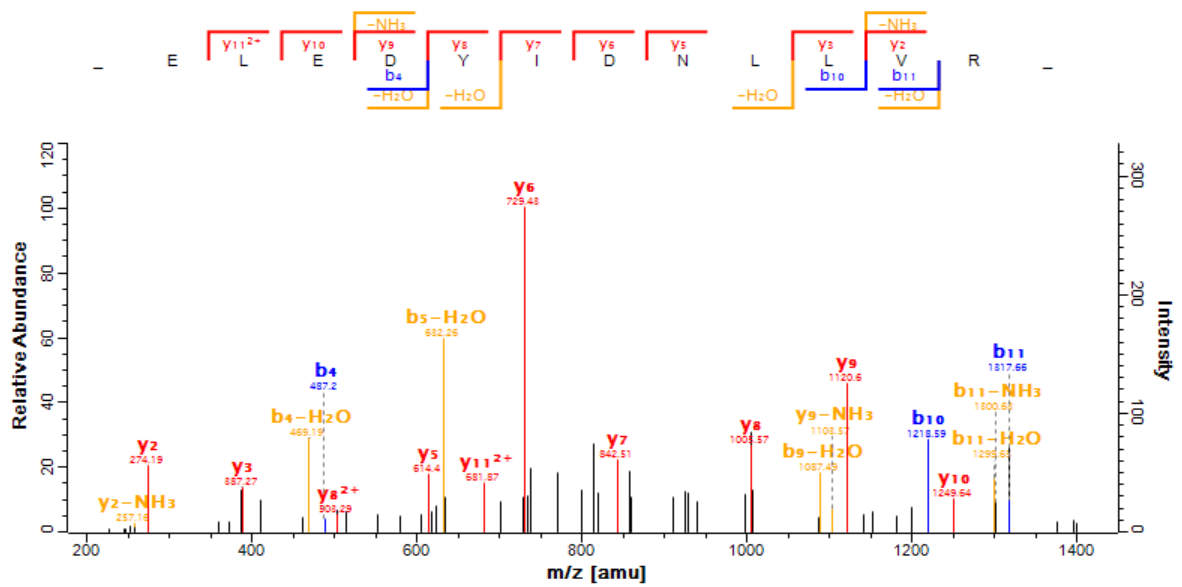 –NH₃ –NH₃
y₁₁²⁺ y₁₀ y₉ y₈ y₇ y₆ y₅ y₃ y₂
_ E L E D Y I D N L L V R _
b₄ b₁₀ b₁₁
–H₂O –H₂O –H₂O –H₂O
120
100
80
60
40
20
0
Relative Abundance
300
200
100
0
Intensity
y₆
729.48
b₅–H₂O
632.26
b₄
487.2
b₁₁
1317.66
y₉
1120.6
b₁₁–NH₃
1300.63
b₄–H₂O
469.19
y₉–NH₃
1103.57
y₈
1005.57
y₂
274.19
y₃
387.27
y₅
614.4
y₁₁²⁺
681.87
y₇
842.51
b₉–H₂O
1087.49
b₁₀
1218.59
b₁₁–H₂O
1299.65
y₂–NH₃
257.16
y₈²⁺
503.29
y₁₀
1249.64
200 400 600 800 1000 1200 1400
m/z [amu]